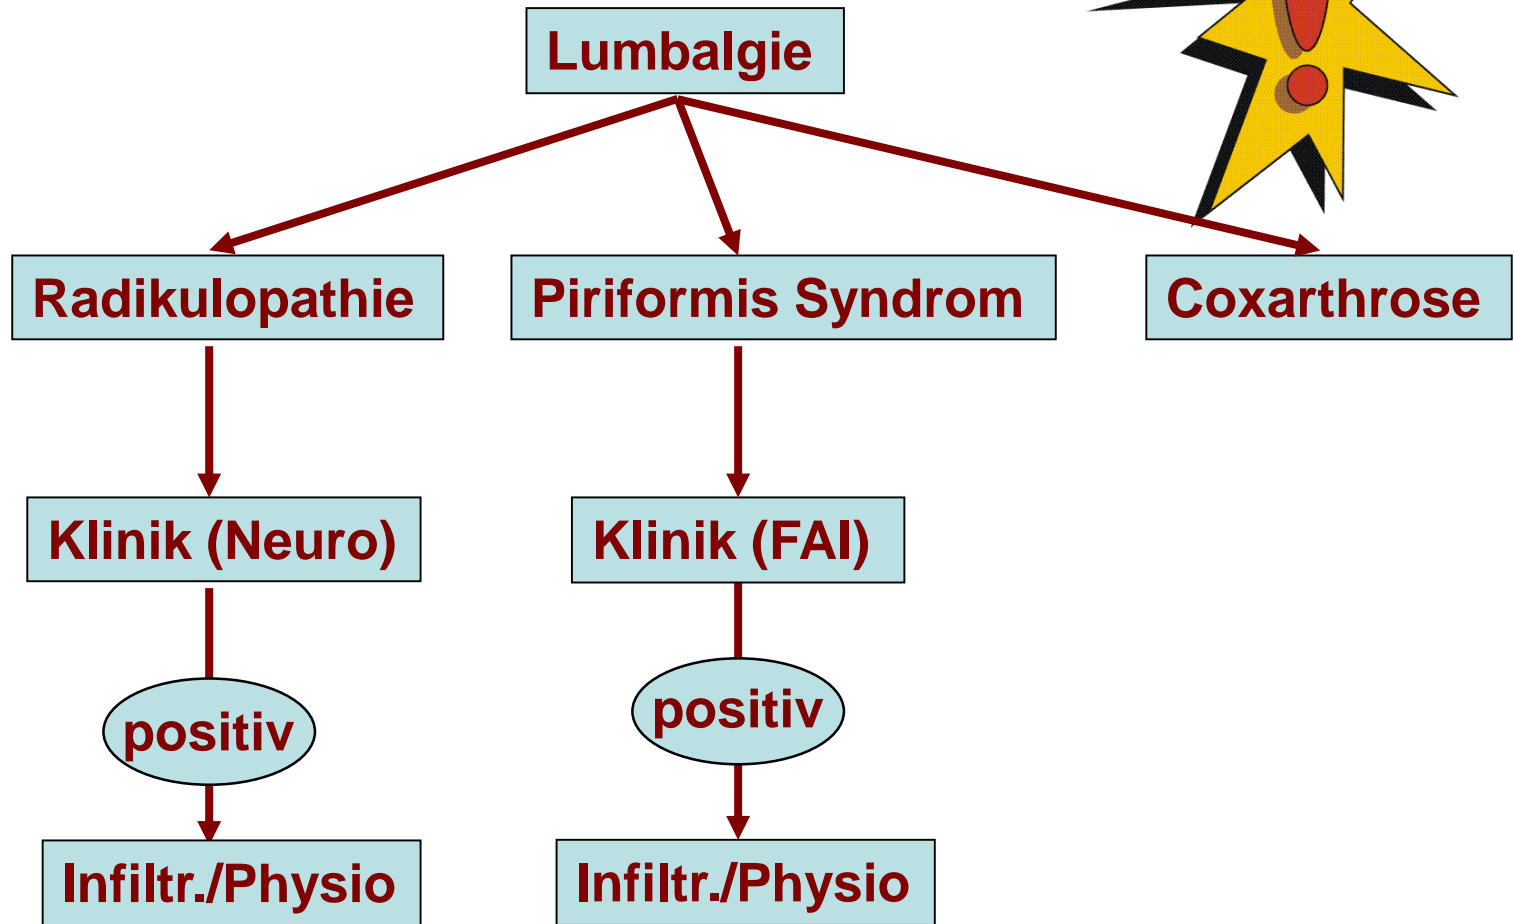 Lumbalgie
Radikulopathie
Piriformis Syndrom
Coxarthrose
Klinik (Neuro)
Klinik (FAI)
positiv
positiv
Infiltr./Physio
Infiltr./Physio